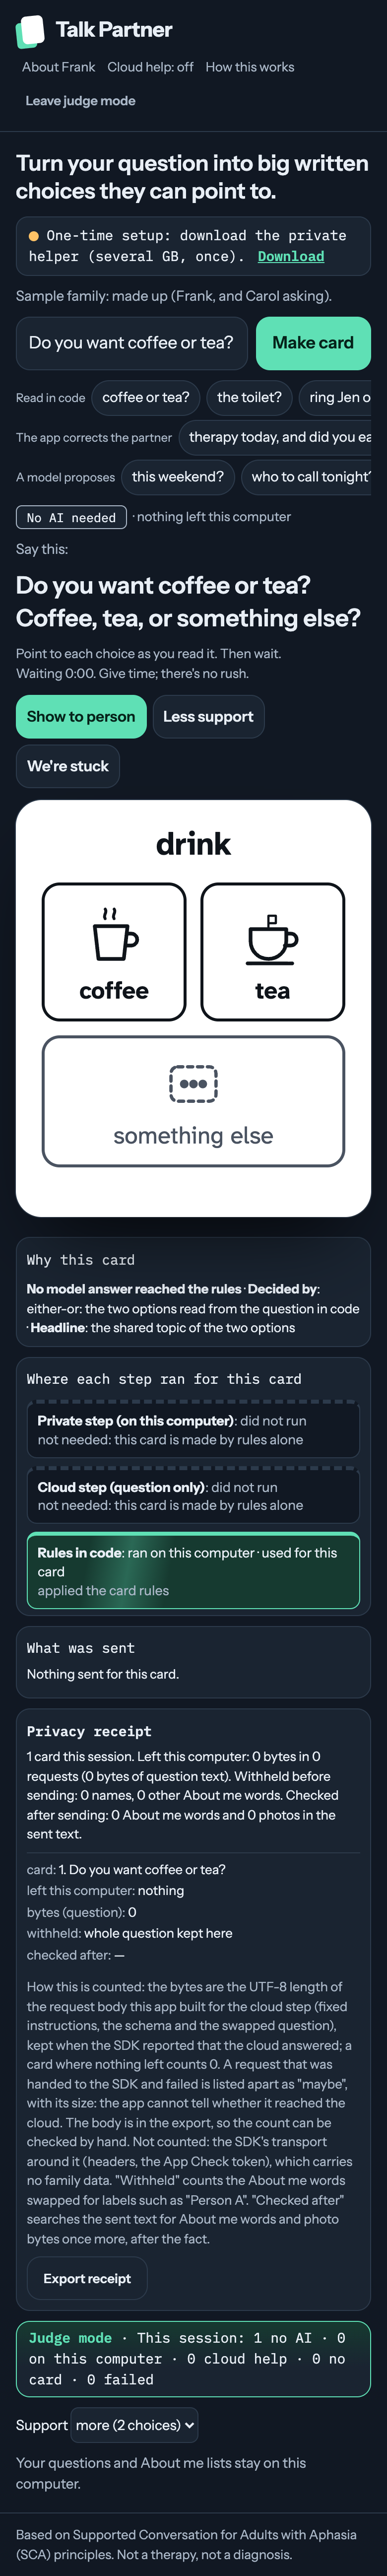 Talk Partner
About Frank Cloud help: off How this works
Leave judge mode
Turn your question into big written
choices they can point to.
One-time setup: download the private
helper (several GB, once). Download
Sample family: made up (Frank, and Carol asking).
Do you want coffee or tea? Make card
Read in code coffee or tea? the toilet? ring Jen o
The app corrects the partner therapy today, and did you ea
A model proposes this weekend? who to call tonight?
No AI needed · nothing left this computer
Say this:
Do you want coffee or tea?
Coffee, tea, or something else?
Point to each choice as you read it. Then wait.
Waiting 0:00. Give time; there's no rush.
Show to person Less support
We're stuck
drink
coffee tea
something else
Why this card
No model answer reached the rules · Decided by:
either-or: the two options read from the question in code
· Headline: the shared topic of the two options
Where each step ran for this card
Private step (on this computer): did not run
not needed: this card is made by rules alone
Cloud step (question only): did not run
not needed: this card is made by rules alone
Rules in code: ran on this computer · used for this
card
applied the card rules
What was sent
Nothing sent for this card.
Privacy receipt
1 card this session. Left this computer: 0 bytes in 0
requests (0 bytes of question text). Withheld before
sending: 0 names, 0 other About me words. Checked
after sending: 0 About me words and 0 photos in the
sent text.
card: 1. Do you want coffee or tea?
left this computer: nothing
bytes (question): 0
withheld: whole question kept here
checked after: —
How this is counted: the bytes are the UTF-8 length of
the request body this app built for the cloud step (fixed
instructions, the schema and the swapped question),
kept when the SDK reported that the cloud answered; a
card where nothing left counts 0. A request that was
handed to the SDK and failed is listed apart as "maybe",
with its size: the app cannot tell whether it reached the
cloud. The body is in the export, so the count can be
checked by hand. Not counted: the SDK's transport
around it (headers, the App Check token), which carries
no family data. "Withheld" counts the About me words
swapped for labels such as "Person A". "Checked after"
searches the sent text for About me words and photo
bytes once more, after the fact.
Export receipt
Judge mode · This session: 1 no AI · 0
on this computer · 0 cloud help · 0 no
card · 0 failed
Support more (2 choices)
Your questions and About me lists stay on this
computer.
Based on Supported Conversation for Adults with Aphasia
(SCA) principles. Not a therapy, not a diagnosis.